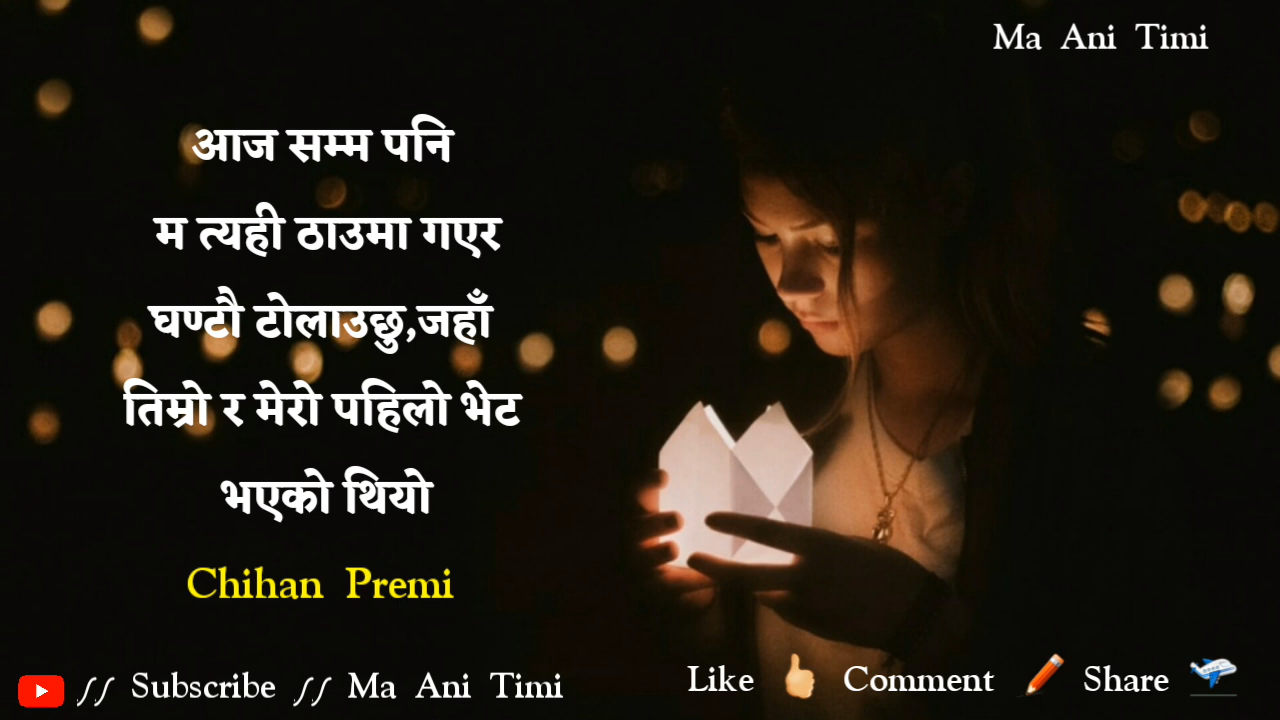 Ma Ani Timi
आज सम्म पनि
म त्यही ठाउमा गएर
घण्टौ टोलाउछु,जहाँ
तिम्रो र मेरो पहिलो भेट
भएको थियो
Chihan Premi
// Subscribe // Ma Ani Timi
Like 👍 Comment ✏️ Share 🛫